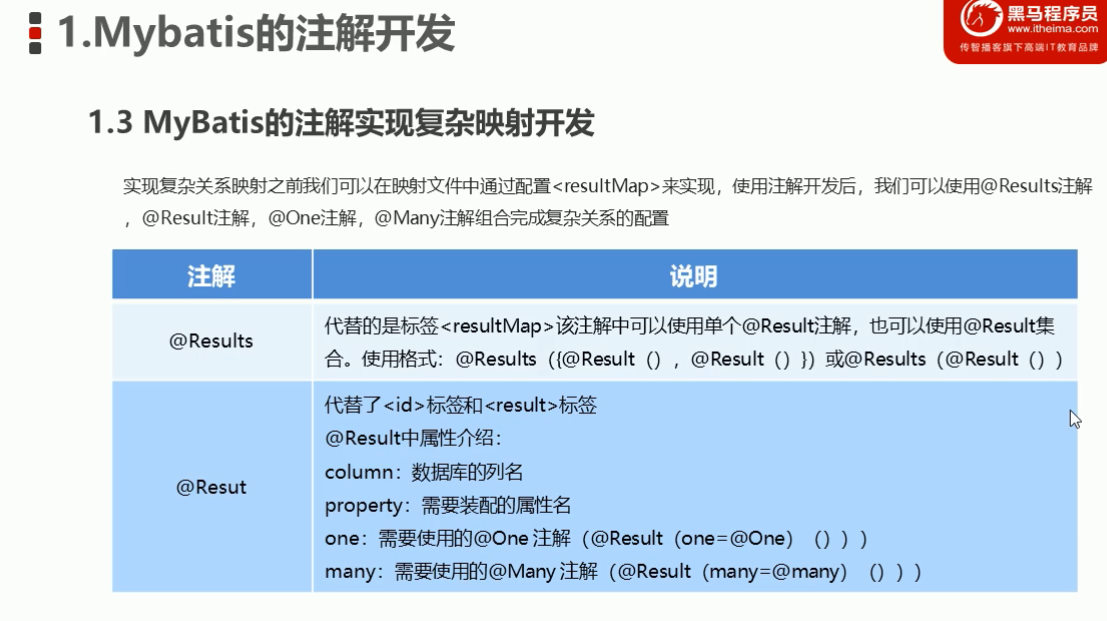 1.Mybatis的注解开发
黑马程序员
www.itheima.com
传智播客旗下高端IT教育品牌
1.3 MyBatis的注解实现复杂映射开发
实现复杂关系映射之前我们可以在映射文件中通过配置<resultMap>来实现，使用注解开发后，我们可以使用@Results注解
，@Result注解，@One注解，@Many注解组合完成复杂关系的配置
注解
说明
@Results
代替的是标签<resultMap>该注解中可以使用单个@Result注解，也可以使用@Result集
合。使用格式：@Results（{@Result（），@Result（）}）或@Results（@Result（））
@Resut
代替了<id>标签和<result>标签
@Result中属性介绍：
column：数据库的列名
property：需要装配的属性名
one：需要使用的@One 注解（@Result（one=@One）（）））
many：需要使用的@Many 注解（@Result（many=@many）（）））